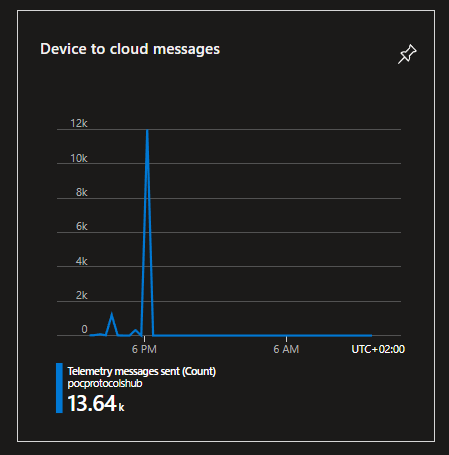 Device to cloud messages
12k
10k
8k
6k
4k
2k
0
6 PM 6 AM UTC+02:00
Telemetry messages sent (Count)
pocprotocolshub
13.64 k